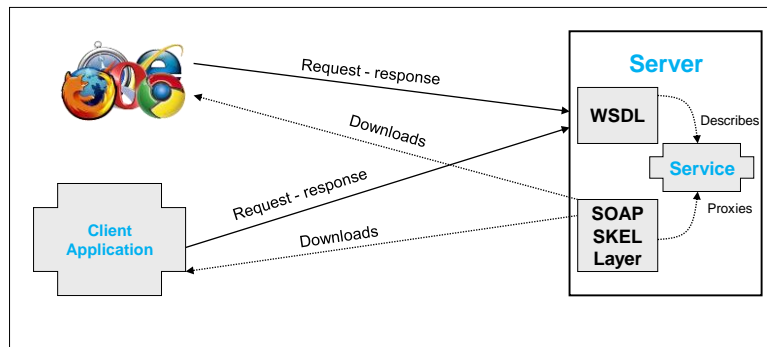 Server
Request - response
WSDL
Describes
Downloads
Service
Request - response
Client
Application
SOAP
SKEL
Layer
Proxies
Downloads